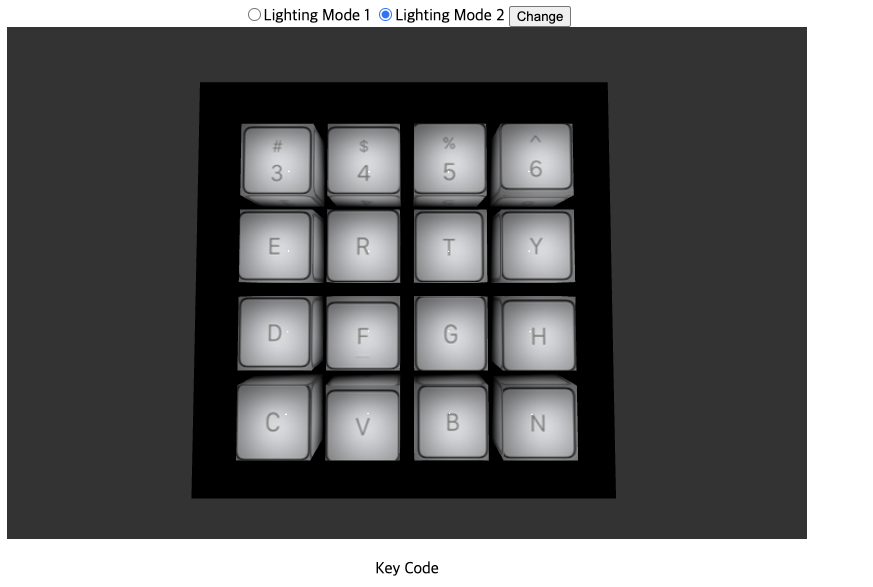 Lighting Mode 1 Lighting Mode 2 Change
# $ % ^
3 4 5 6
E R T Y
D F G H
C V B N
Key Code